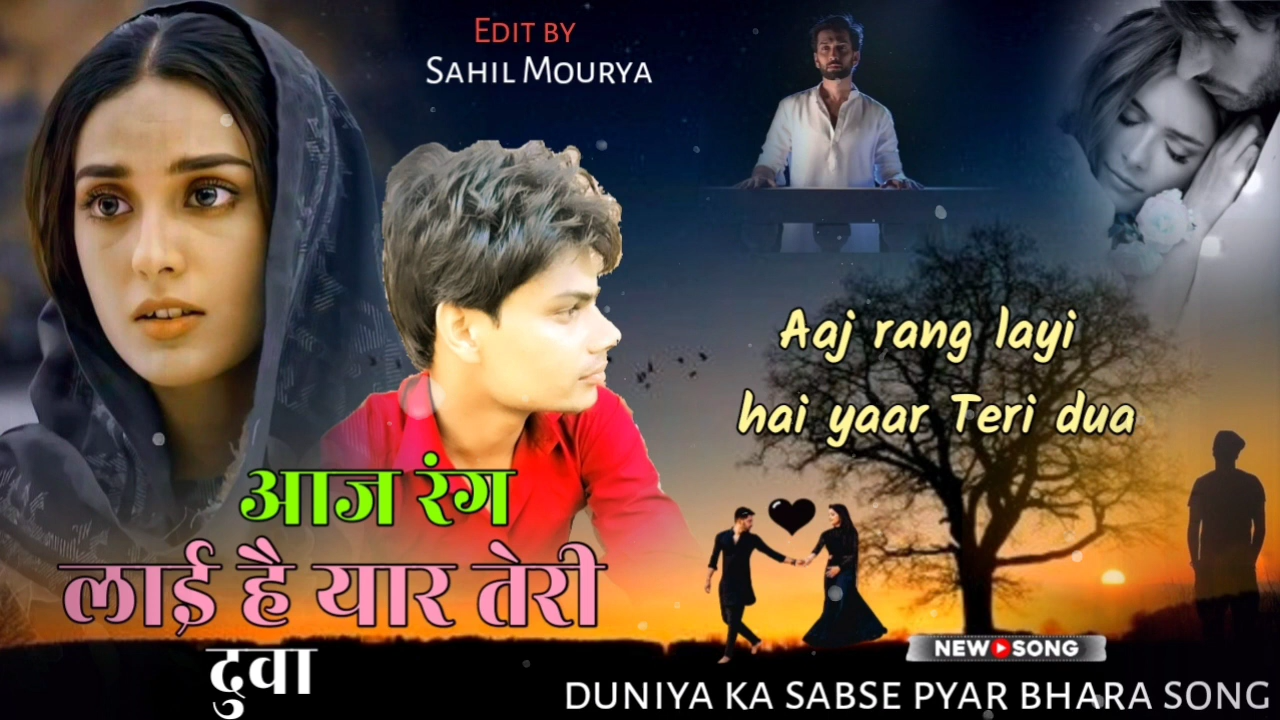 Edit by
Sahil Mourya
Aaj rang layi
hai yaar Teri dua
आज रंग
लाई है यार तेरी
दुवा
NEW SONG
DUNIYA KA SABSE PYAR BHARA SONG